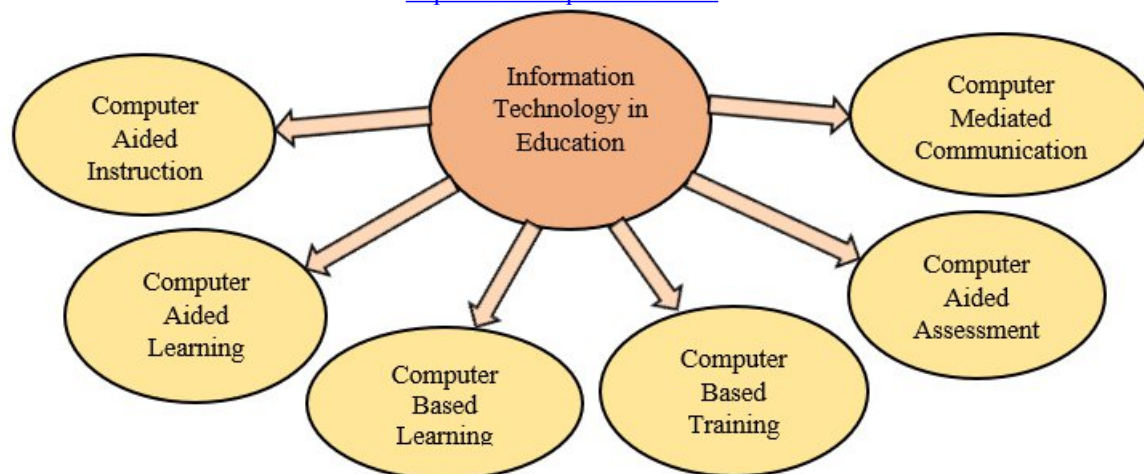 Information
Technology in
Education
Computer
Aided
Instruction
Computer
Aided
Learning
Computer
Based
Learning
Computer
Based
Training
Computer
Aided
Assessment
Computer
Mediated
Communication